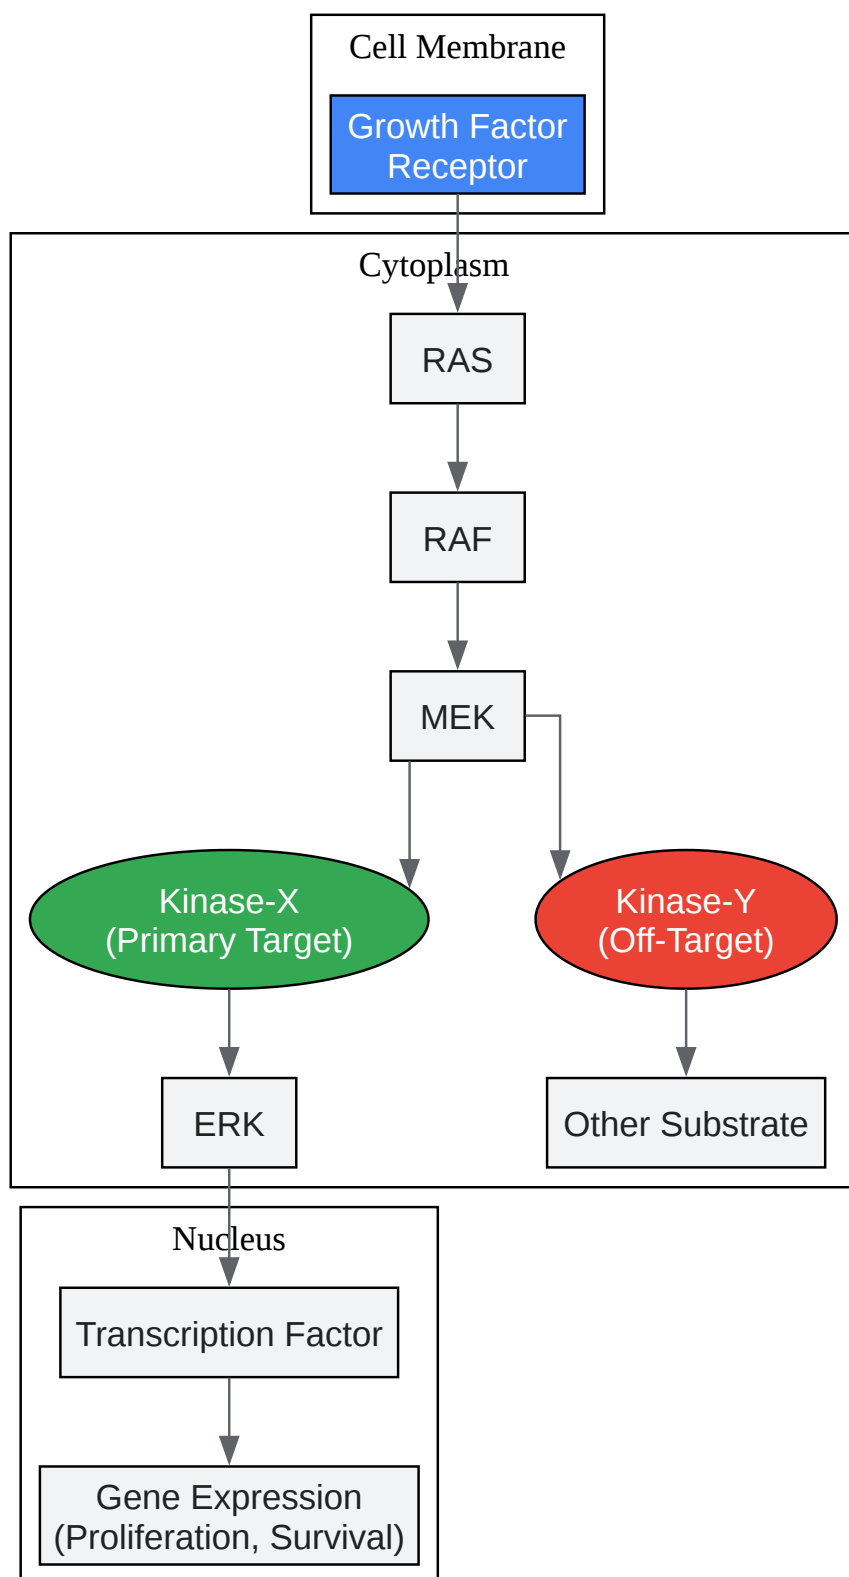 Cell Membrane
Growth Factor
Receptor
Cytoplasm
RAS
RAF
MEK
Kinase-X
(Primary Target)
Kinase-Y
(Off-Target)
ERK
Other Substrate
Nucleus
Transcription Factor
Gene Expression
(Proliferation, Survival)